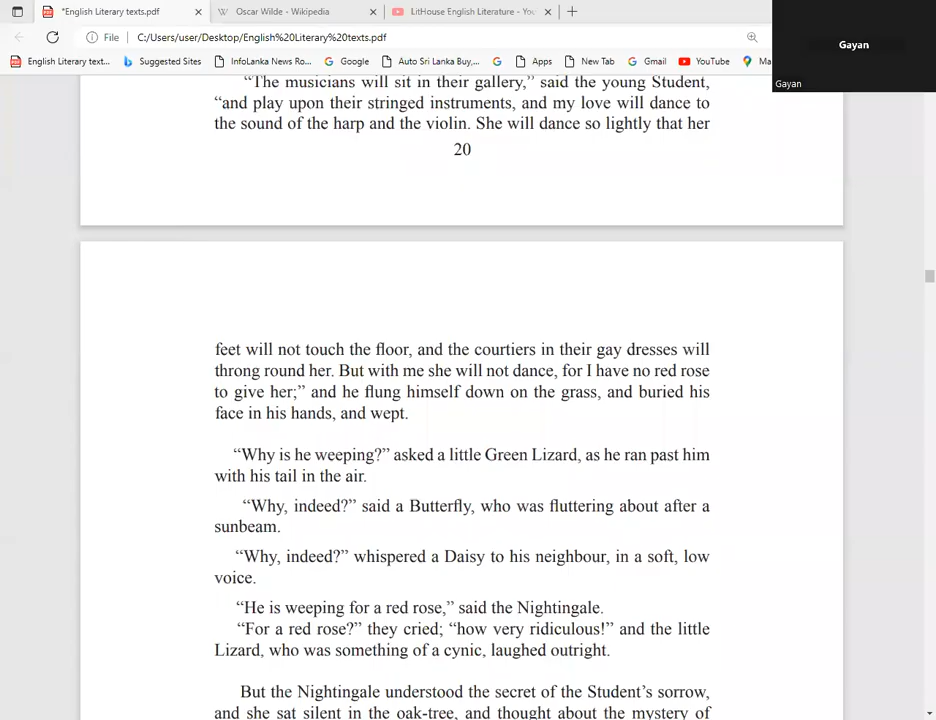 *English Literary texts.pdf
Oscar Wilde - Wikipedia
LitHouse English Literature - You
Gayan
File
C:/Users/user/Desktop/English%20Literary%20texts.pdf
English Literary text...
Suggested Sites
InfoLanka News Ro...
Google
Auto Sri Lanka Buy,...
Apps
New Tab
Gmail
YouTube
Ma
Gayan
“The musicians will sit in their gallery,” said the young Student,
“and play upon their stringed instruments, and my love will dance to
the sound of the harp and the violin. She will dance so lightly that her
20
feet will not touch the floor, and the courtiers in their gay dresses will
throng round her. But with me she will not dance, for I have no red rose
to give her;” and he flung himself down on the grass, and buried his
face in his hands, and wept.
“Why is he weeping?” asked a little Green Lizard, as he ran past him
with his tail in the air.
“Why, indeed?” said a Butterfly, who was fluttering about after a
sunbeam.
“Why, indeed?” whispered a Daisy to his neighbour, in a soft, low
voice.
“He is weeping for a red rose,” said the Nightingale.
“For a red rose?” they cried; “how very ridiculous!” and the little
Lizard, who was something of a cynic, laughed outright.
But the Nightingale understood the secret of the Student’s sorrow,
and she sat silent in the oak-tree, and thought about the mystery of